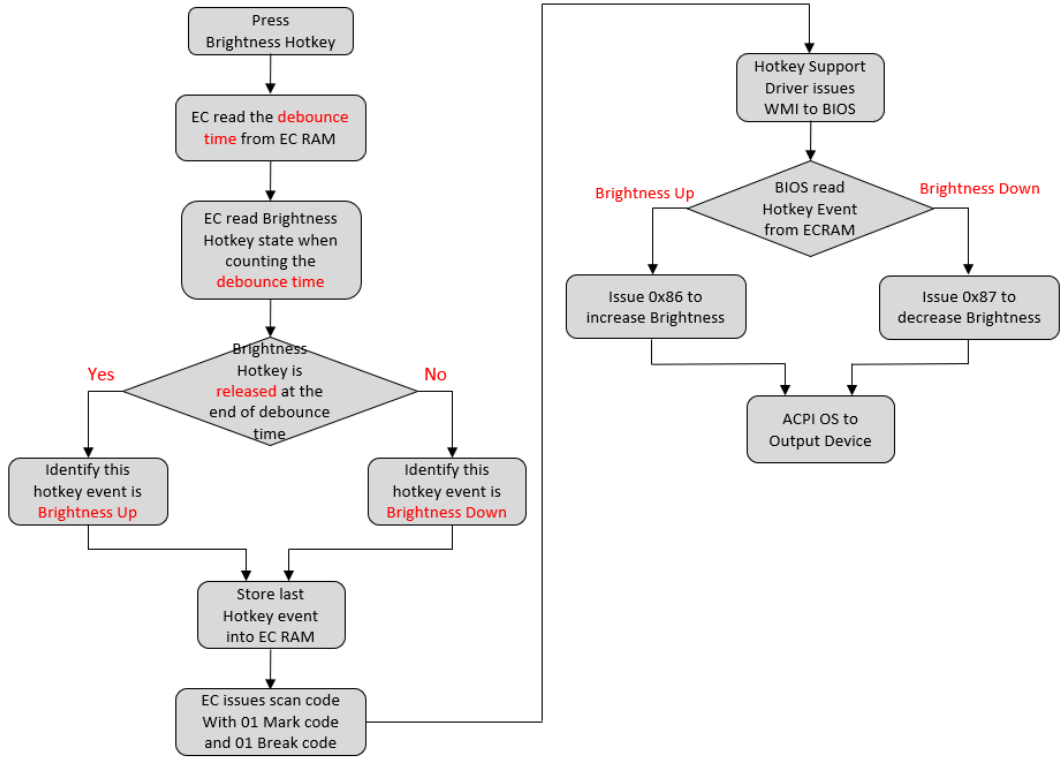 Press
Brightness Hotkey
EC read the debounce
time from EC RAM
EC read Brightness
Hotkey state when
counting the
debounce time
Brightness
Hotkey is
released at the
end of debounce
time
Yes
No
Identify this
hotkey event is
Brightness Up
Identify this
hotkey event is
Brightness Down
Store last
Hotkey event
into EC RAM
EC issues scan code
With 01 Mark code
and 01 Break code
Hotkey Support
Driver issues
WMI to BIOS
BIOS read
Hotkey Event
from ECRAM
Brightness Up
Brightness Down
Issue 0x86 to
increase Brightness
Issue 0x87 to
decrease Brightness
ACPI OS to
Output Device